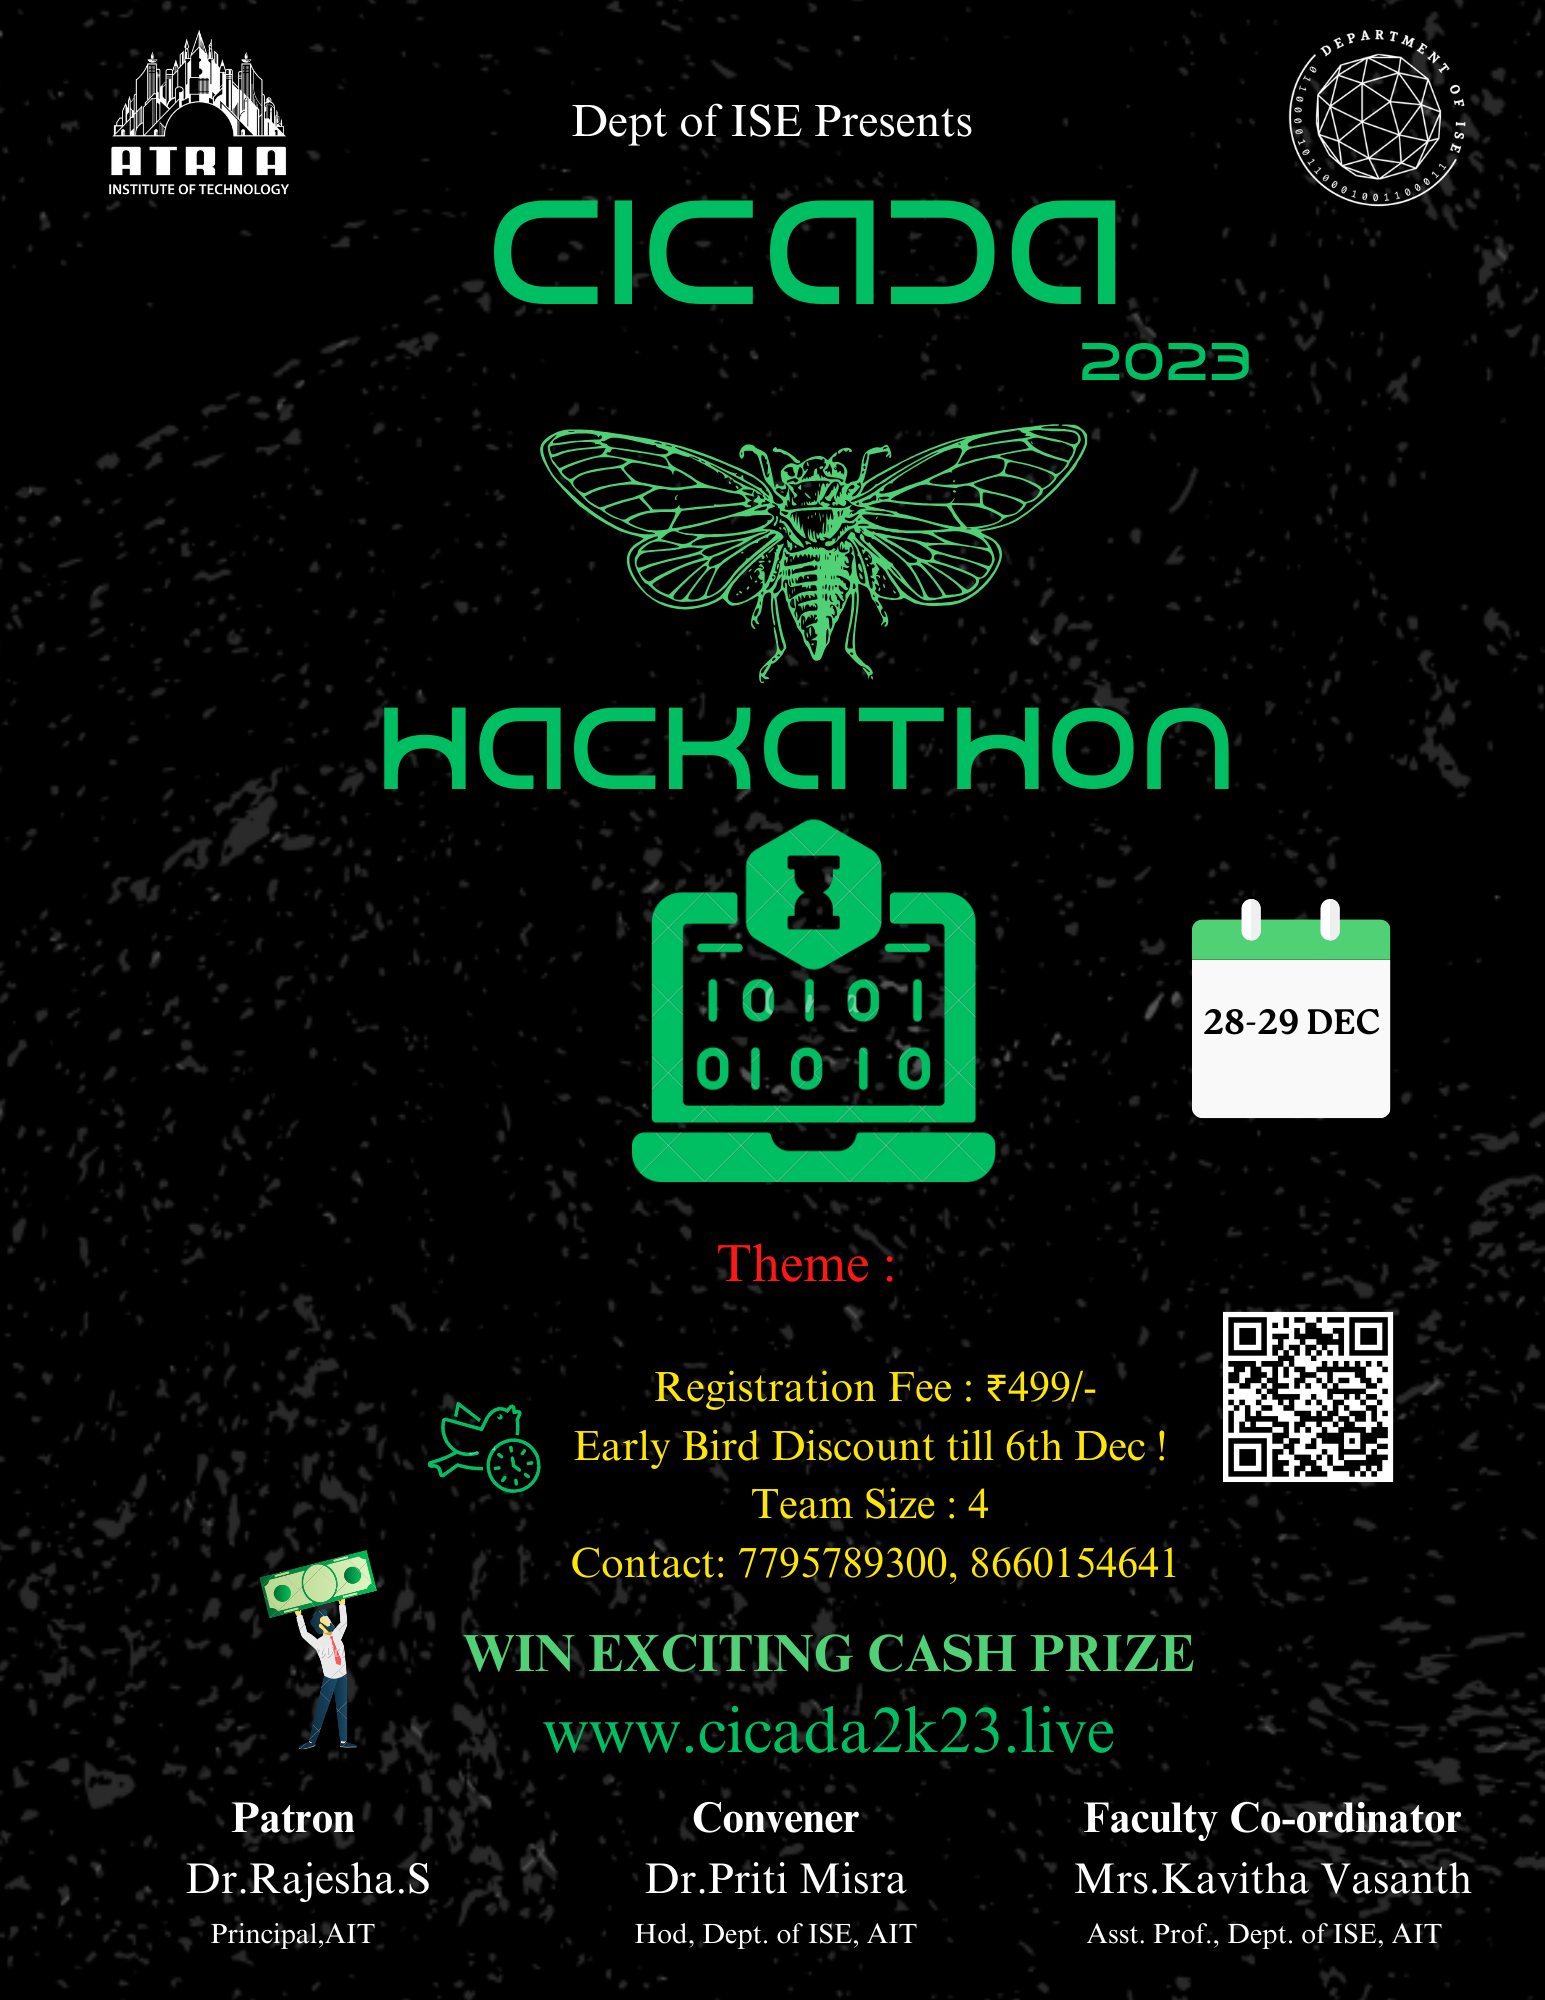 ATRIA
INSTITUTE OF TECHNOLOGY
DEPARTMENT OF ISE
Dept of ISE Presents
CICADA
2023
HACKATHON
10101
01010
28-29 DEC
Theme :
Registration Fee : ₹499/-
Early Bird Discount till 6th Dec !
Team Size : 4
Contact: 7795789300, 8660154641
WIN EXCITING CASH PRIZE
www.cicada2k23.live
Patron
Dr.Rajesha.S
Principal,AIT
Convener
Dr.Priti Misra
Hod, Dept. of ISE, AIT
Faculty Co-ordinator
Mrs.Kavitha Vasanth
Asst. Prof., Dept. of ISE, AIT